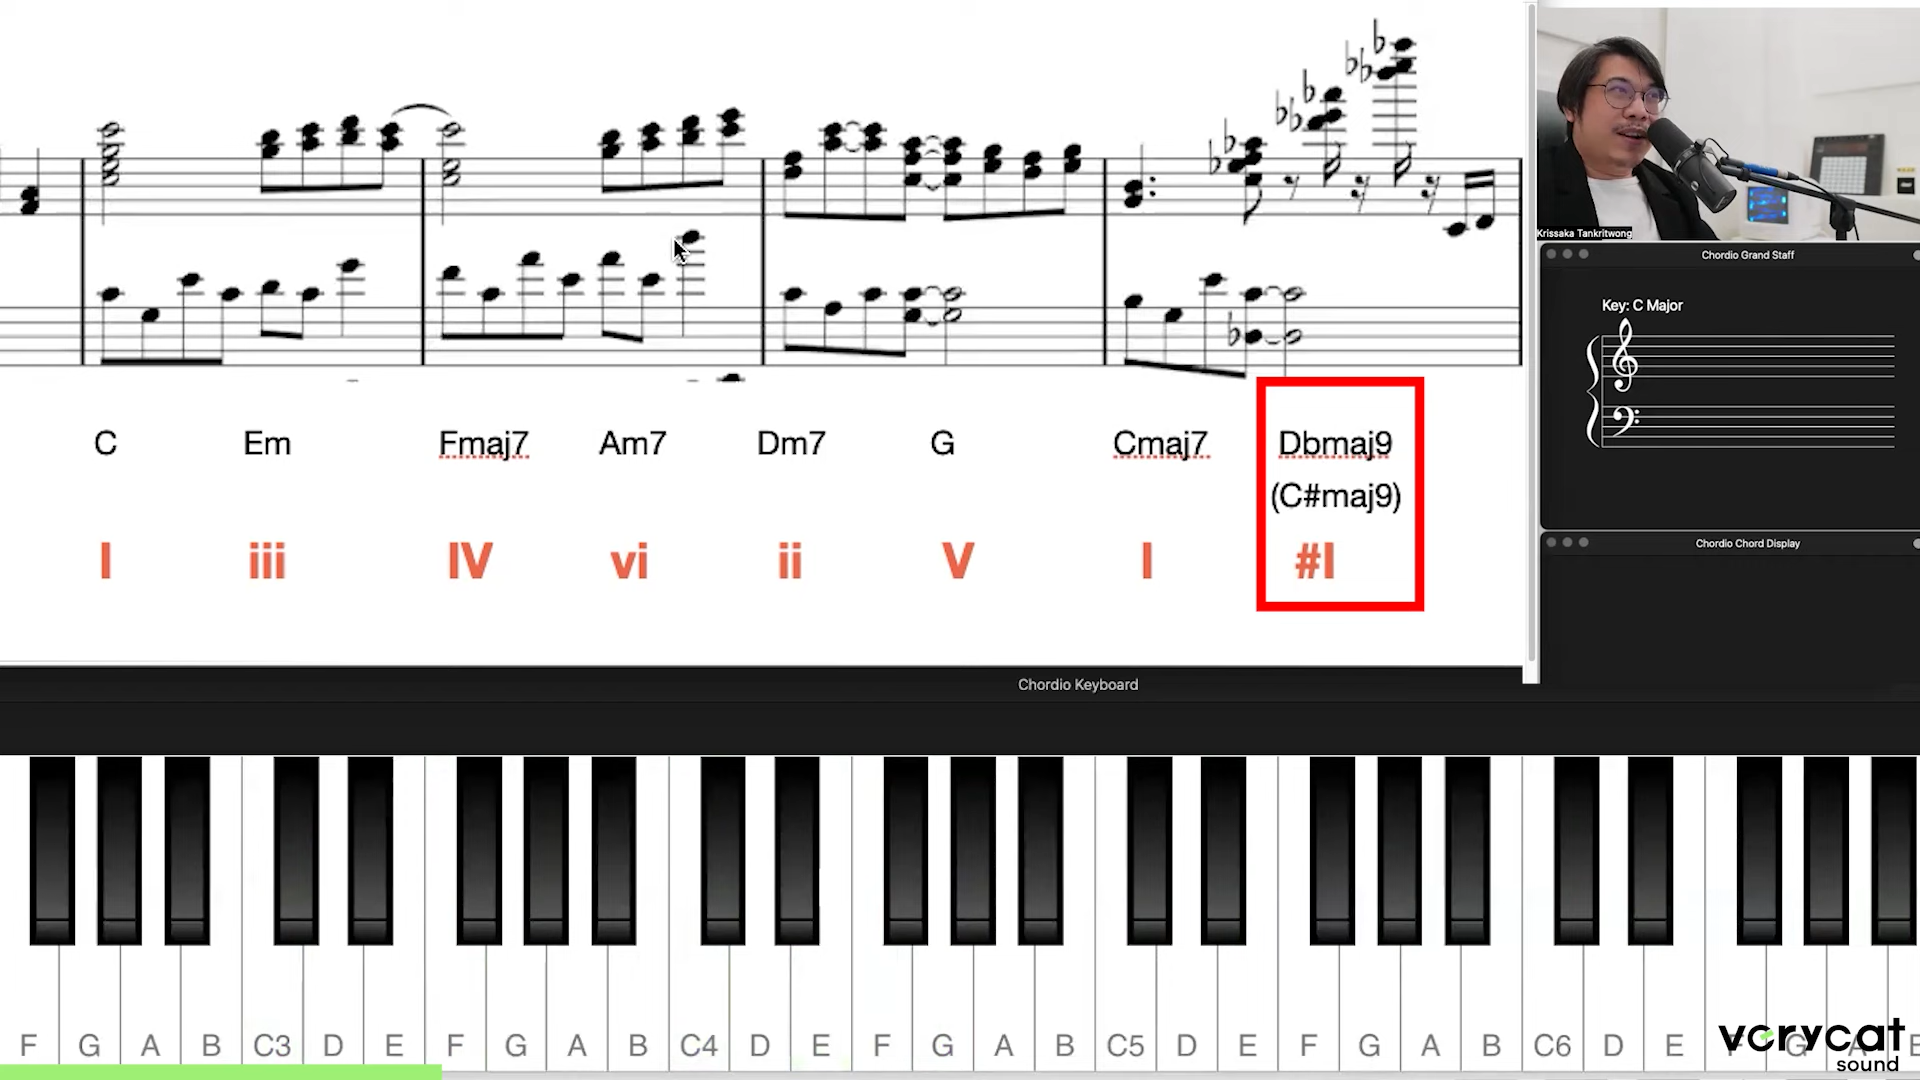 Krissaka Tankritwong
Chordio Grand Staff
Key: C Major
Chordio Chord Display
C Em Fmaj7 Am7 Dm7 G Cmaj7 Dbmaj9
(C#maj9)
I iii IV vi ii V I #I
Chordio Keyboard
F G A B C3 D E F G A B C4 D E F G A B C5 D E F G A B C6 D E F G A E
vorycat
sound